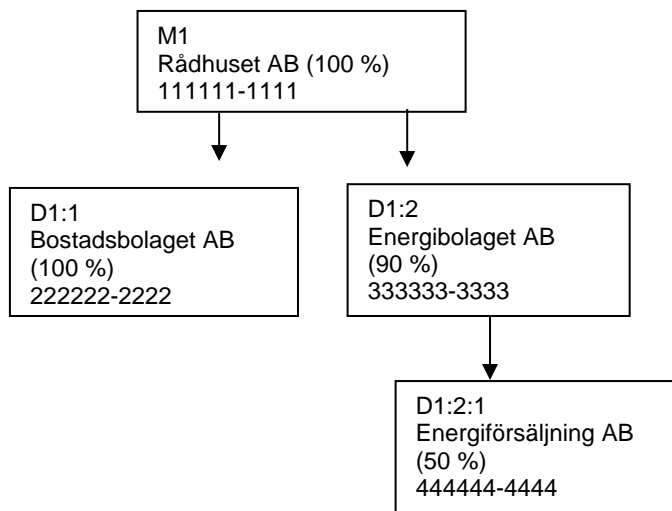 M1
Rådhuset AB (100 %)
111111-1111
D1:1
Bostadsbolaget AB
(100 %)
222222-2222
D1:2
Energibolaget AB
(90 %)
333333-3333
D1:2:1
Energiförsäljning AB
(50 %)
444444-4444